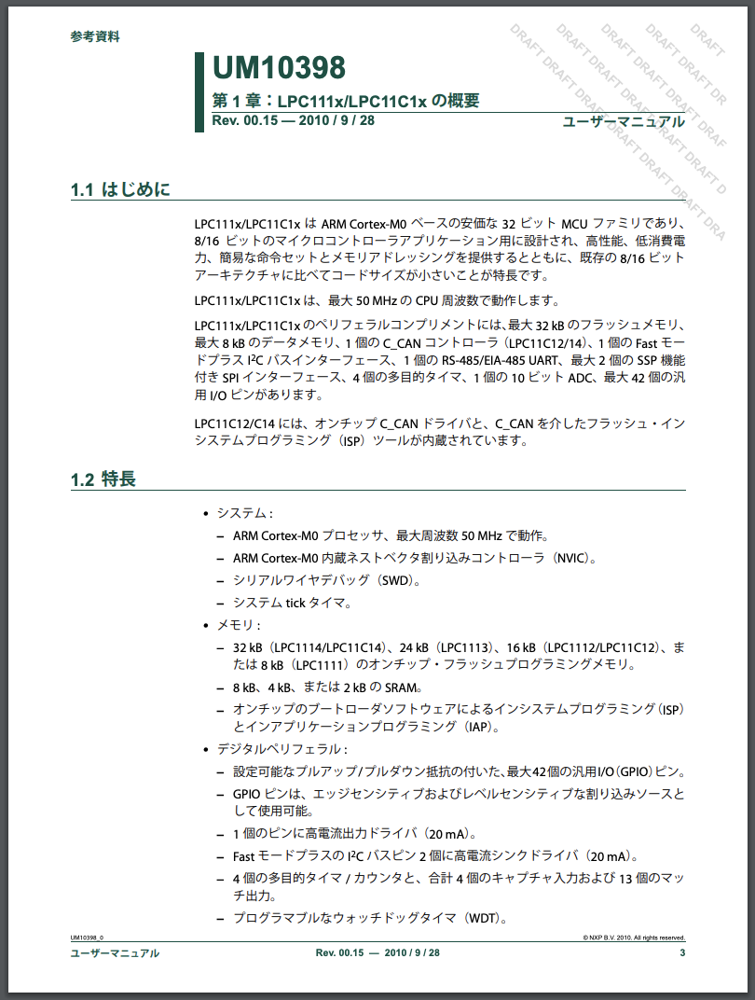 参考資料
DRAFT DRAFT DRAFT DRAFT DRAFT
DRAFT DRAFT DRAFT DRAFT DR
DRAFT DRAFT DRAFT DRAF
DRAFT DRAFT D
DRAFT DRA
UM10398
第 1 章：LPC111x/LPC11C1x の概要
Rev. 00.15 — 2010 / 9 / 28
ユーザーマニュアル
1.1 はじめに
LPC111x/LPC11C1x は ARM Cortex-M0 ベースの安価な 32 ビット MCU ファミリであり、
8/16 ビットのマイクロコントローラアプリケーション用に設計され、高性能、低消費電
力、簡易な命令セットとメモリアドレッシングを提供するとともに、既存の 8/16 ビット
アーキテクチャに比べてコードサイズが小さいことが特長です。
LPC111x/LPC11C1x は、最大 50 MHz の CPU 周波数で動作します。
LPC111x/LPC11C1x のペリフェラルコンプリメントには、最大 32 kB のフラッシュメモリ、
最大 8 kB のデータメモリ、1 個の C_CAN コントローラ（LPC11C12/14）、1 個の Fast モー
ドプラス I²C バスインターフェース、1 個の RS-485/EIA-485 UART、最大 2 個の SSP 機能
付き SPI インターフェース、4 個の多目的タイマ、1 個の 10 ビット ADC、最大 42 個の汎
用 I/O ピンがあります。
LPC11C12/C14 には、オンチップ C_CAN ドライバと、C_CAN を介したフラッシュ・イン
システムプログラミング（ISP）ツールが内蔵されています。
1.2 特長
• システム :
– ARM Cortex-M0 プロセッサ、最大周波数 50 MHz で動作。
– ARM Cortex-M0 内蔵ネストベクタ割り込みコントローラ（NVIC）。
– シリアルワイヤデバッグ（SWD）。
– システム tick タイマ。
• メモリ :
– 32 kB（LPC1114/LPC11C14）、24 kB（LPC1113）、16 kB（LPC1112/LPC11C12）、ま
たは 8 kB（LPC1111）のオンチップ・フラッシュプログラミングメモリ。
– 8 kB、4 kB、または 2 kB の SRAM。
– オンチップのブートローダソフトウェアによるインシステムプログラミング（ISP）
とインアプリケーションプログラミング（IAP）。
• デジタルペリフェラル :
– 設定可能なプルアップ/プルダウン抵抗の付いた、最大42個の汎用I/O（GPIO）ピン。
– GPIO ピンは、エッジセンシティブおよびレベルセンシティブな割り込みソースと
して使用可能。
– 1 個のピンに高電流出力ドライバ（20 mA）。
– Fast モードプラスの I²C バスピン 2 個に高電流シンクドライバ（20 mA）。
– 4 個の多目的タイマ / カウンタと、合計 4 個のキャプチャ入力および 13 個のマッ
チ出力。
– プログラマブルなウォッチドッグタイマ（WDT）。
UM10398_0
© NXP B.V. 2010. All rights reserved.
ユーザーマニュアル
Rev. 00.15 — 2010 / 9 / 28
3